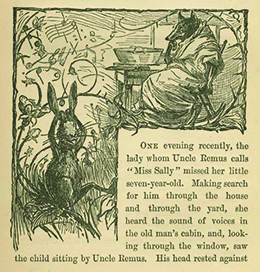 ONE evening recently, the
lady whom Uncle Remus calls
"Miss Sally" missed her little
seven-year-old. Making search
for him through the house
and through the yard, she
heard the sound of voices in
the old man's cabin, and, look-
ing through the window, saw
the child sitting by Uncle Remus. His head rested against